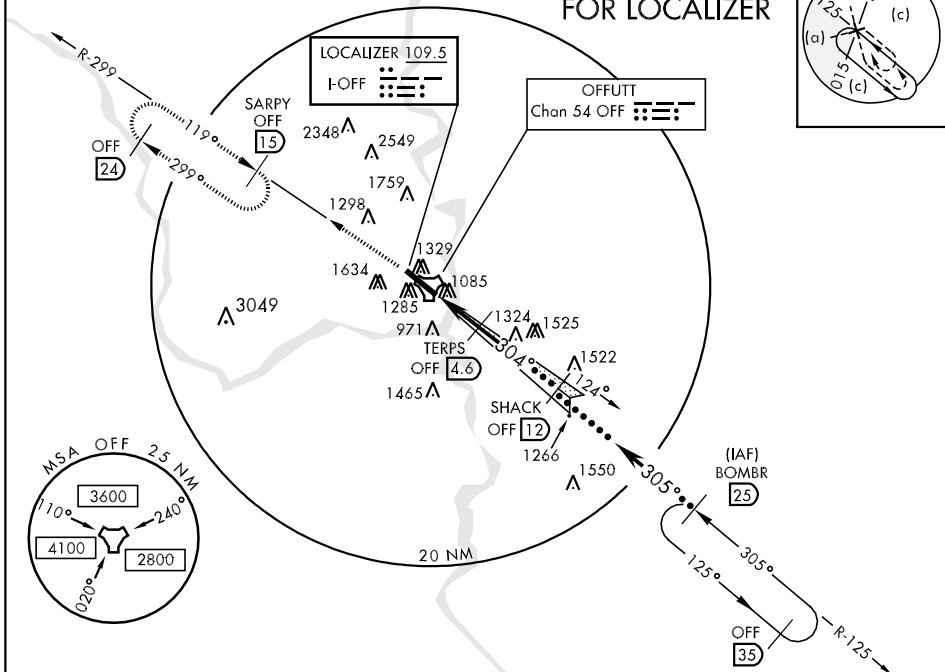 FOR LOCALIZER
125°
(c)
(a)
015
(c)
LOCALIZER 109.5
I-OFF
OFFUTT
Chan 54 OFF
R-299
SARPY
OFF
15
119°
299°
OFF
24
2348
2549
1759
1298
1329
1634
1085
1285
3049
971
1324
1525
TERPS
OFF 4.6
304°
1522
124°
1465
SHACK
OFF 12
1266
1550
305°
(IAF)
BOMBR
25
305°
125°
OFF
35
R-125
20 NM
MSA OFF 25 NM
3600
110°
240°
4100
2800
020°